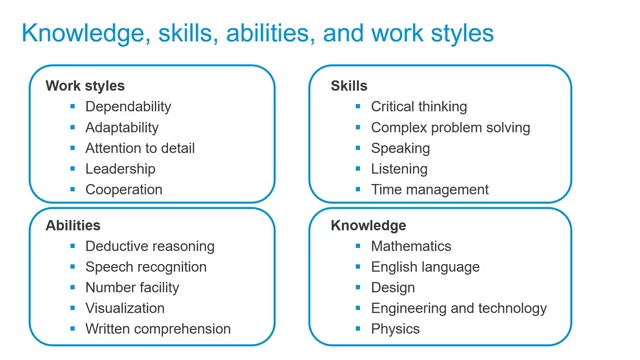 Knowledge, skills, abilities, and work styles
Work styles
▪ Dependability
▪ Adaptability
▪ Attention to detail
▪ Leadership
▪ Cooperation
Skills
▪ Critical thinking
▪ Complex problem solving
▪ Speaking
▪ Listening
▪ Time management
Abilities
▪ Deductive reasoning
▪ Speech recognition
▪ Number facility
▪ Visualization
▪ Written comprehension
Knowledge
▪ Mathematics
▪ English language
▪ Design
▪ Engineering and technology
▪ Physics